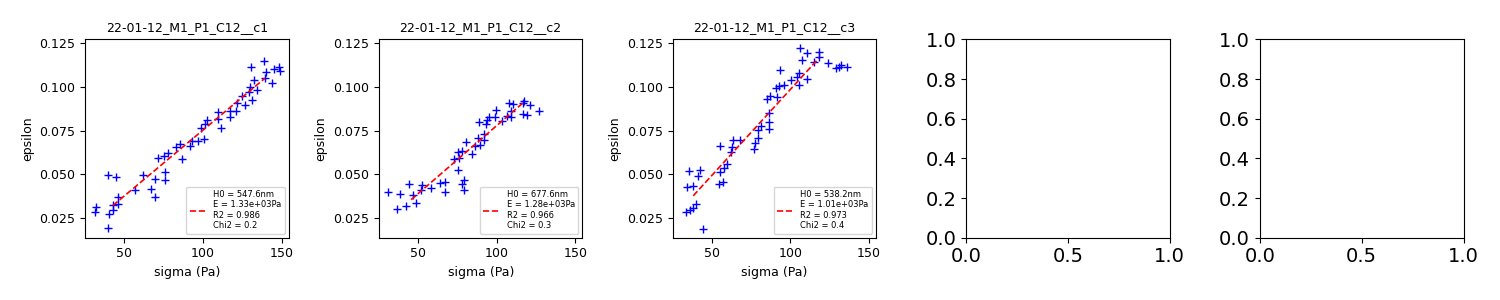 22-01-12_M1_P1_C12__c1
0.125
0.100
0.075
0.050
0.025
epsilon
50
100
150
sigma (Pa)
H0 = 547.6nm
E = 1.33e+03Pa
R2 = 0.986
Chi2 = 0.2
22-01-12_M1_P1_C12__c2
0.125
0.100
0.075
0.050
0.025
epsilon
50
100
150
sigma (Pa)
H0 = 677.6nm
E = 1.28e+03Pa
R2 = 0.966
Chi2 = 0.3
22-01-12_M1_P1_C12__c3
0.125
0.100
0.075
0.050
0.025
epsilon
50
100
150
sigma (Pa)
H0 = 538.2nm
E = 1.01e+03Pa
R2 = 0.973
Chi2 = 0.4
1.0
0.8
0.6
0.4
0.2
0.0
0.0
0.5
1.0
1.0
0.8
0.6
0.4
0.2
0.0
0.0
0.5
1.0